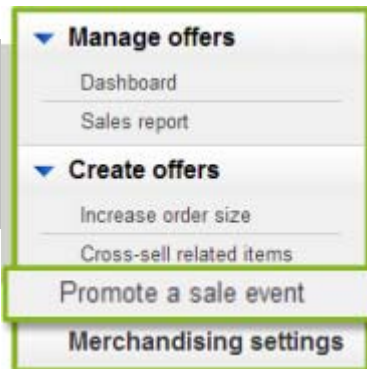 Manage offers
Dashboard
Sales report
Create offers
Increase order size
Cross-sell related items
Promote a sale event
Merchandising settings